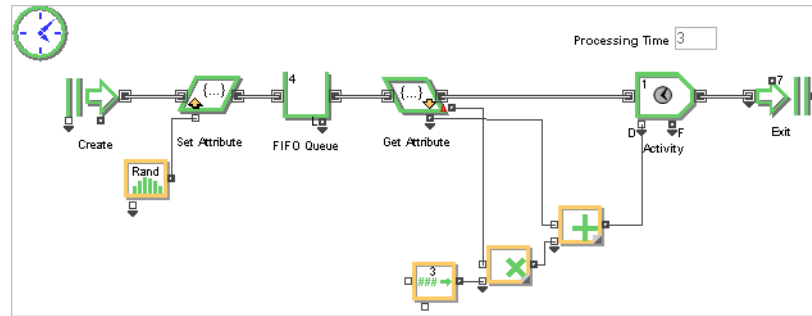 Processing Time 3
4
1
7
{...}
{...}
L
Δ
D
F
Create
Set Attribute
FIFO Queue
Get Attribute
Activity
Exit
Rand
3
###